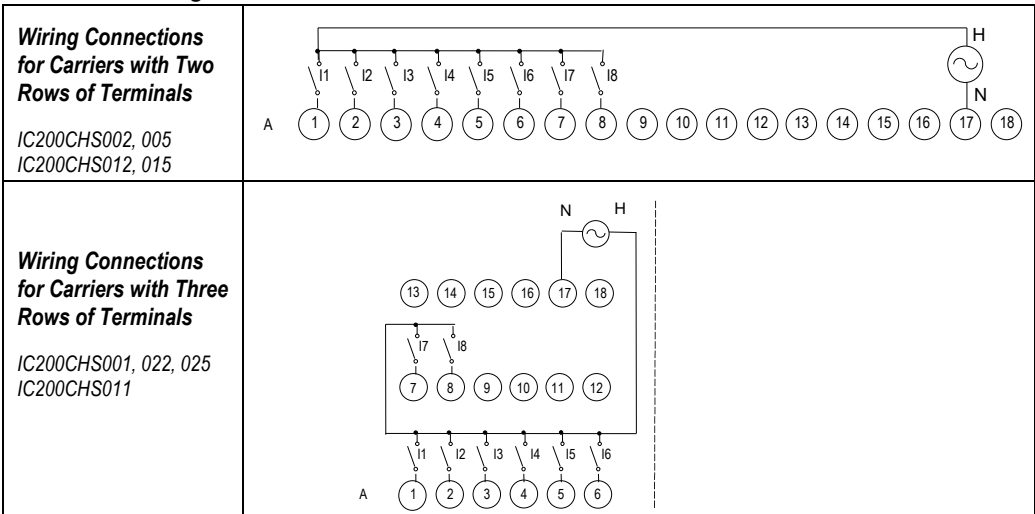 Wiring Connections
for Carriers with Two
Rows of Terminals
IC200CHS002, 005
IC200CHS012, 015
H
I1 I2 I3 I4 I5 I6 I7 I8
N
A 1 2 3 4 5 6 7 8 9 10 11 12 13 14 15 16 17 18
Wiring Connections
for Carriers with Three
Rows of Terminals
IC200CHS001, 022, 025
IC200CHS011
N H
13 14 15 16 17 18
I7 I8
7 8 9 10 11 12
I1 I2 I3 I4 I5 I6
A 1 2 3 4 5 6